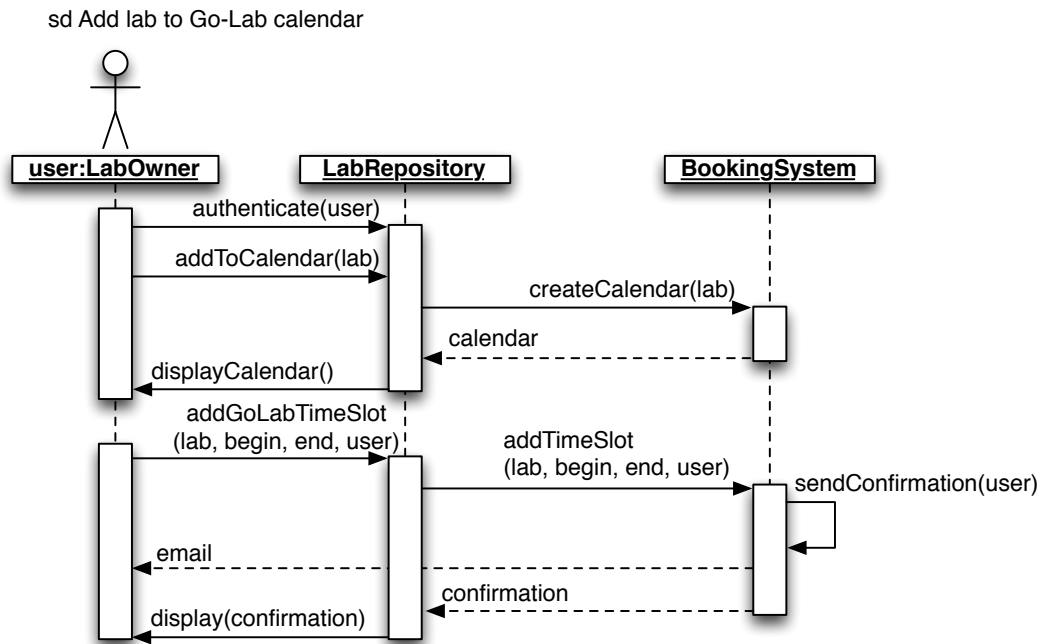 sd Add lab to Go-Lab calendar
user:LabOwner
LabRepository
BookingSystem
authenticate(user)
addToCalendar(lab)
createCalendar(lab)
calendar
displayCalendar()
addGoLabTimeSlot
(lab, begin, end, user)
addTimeSlot
(lab, begin, end, user)
sendConfirmation(user)
email
confirmation
display(confirmation)